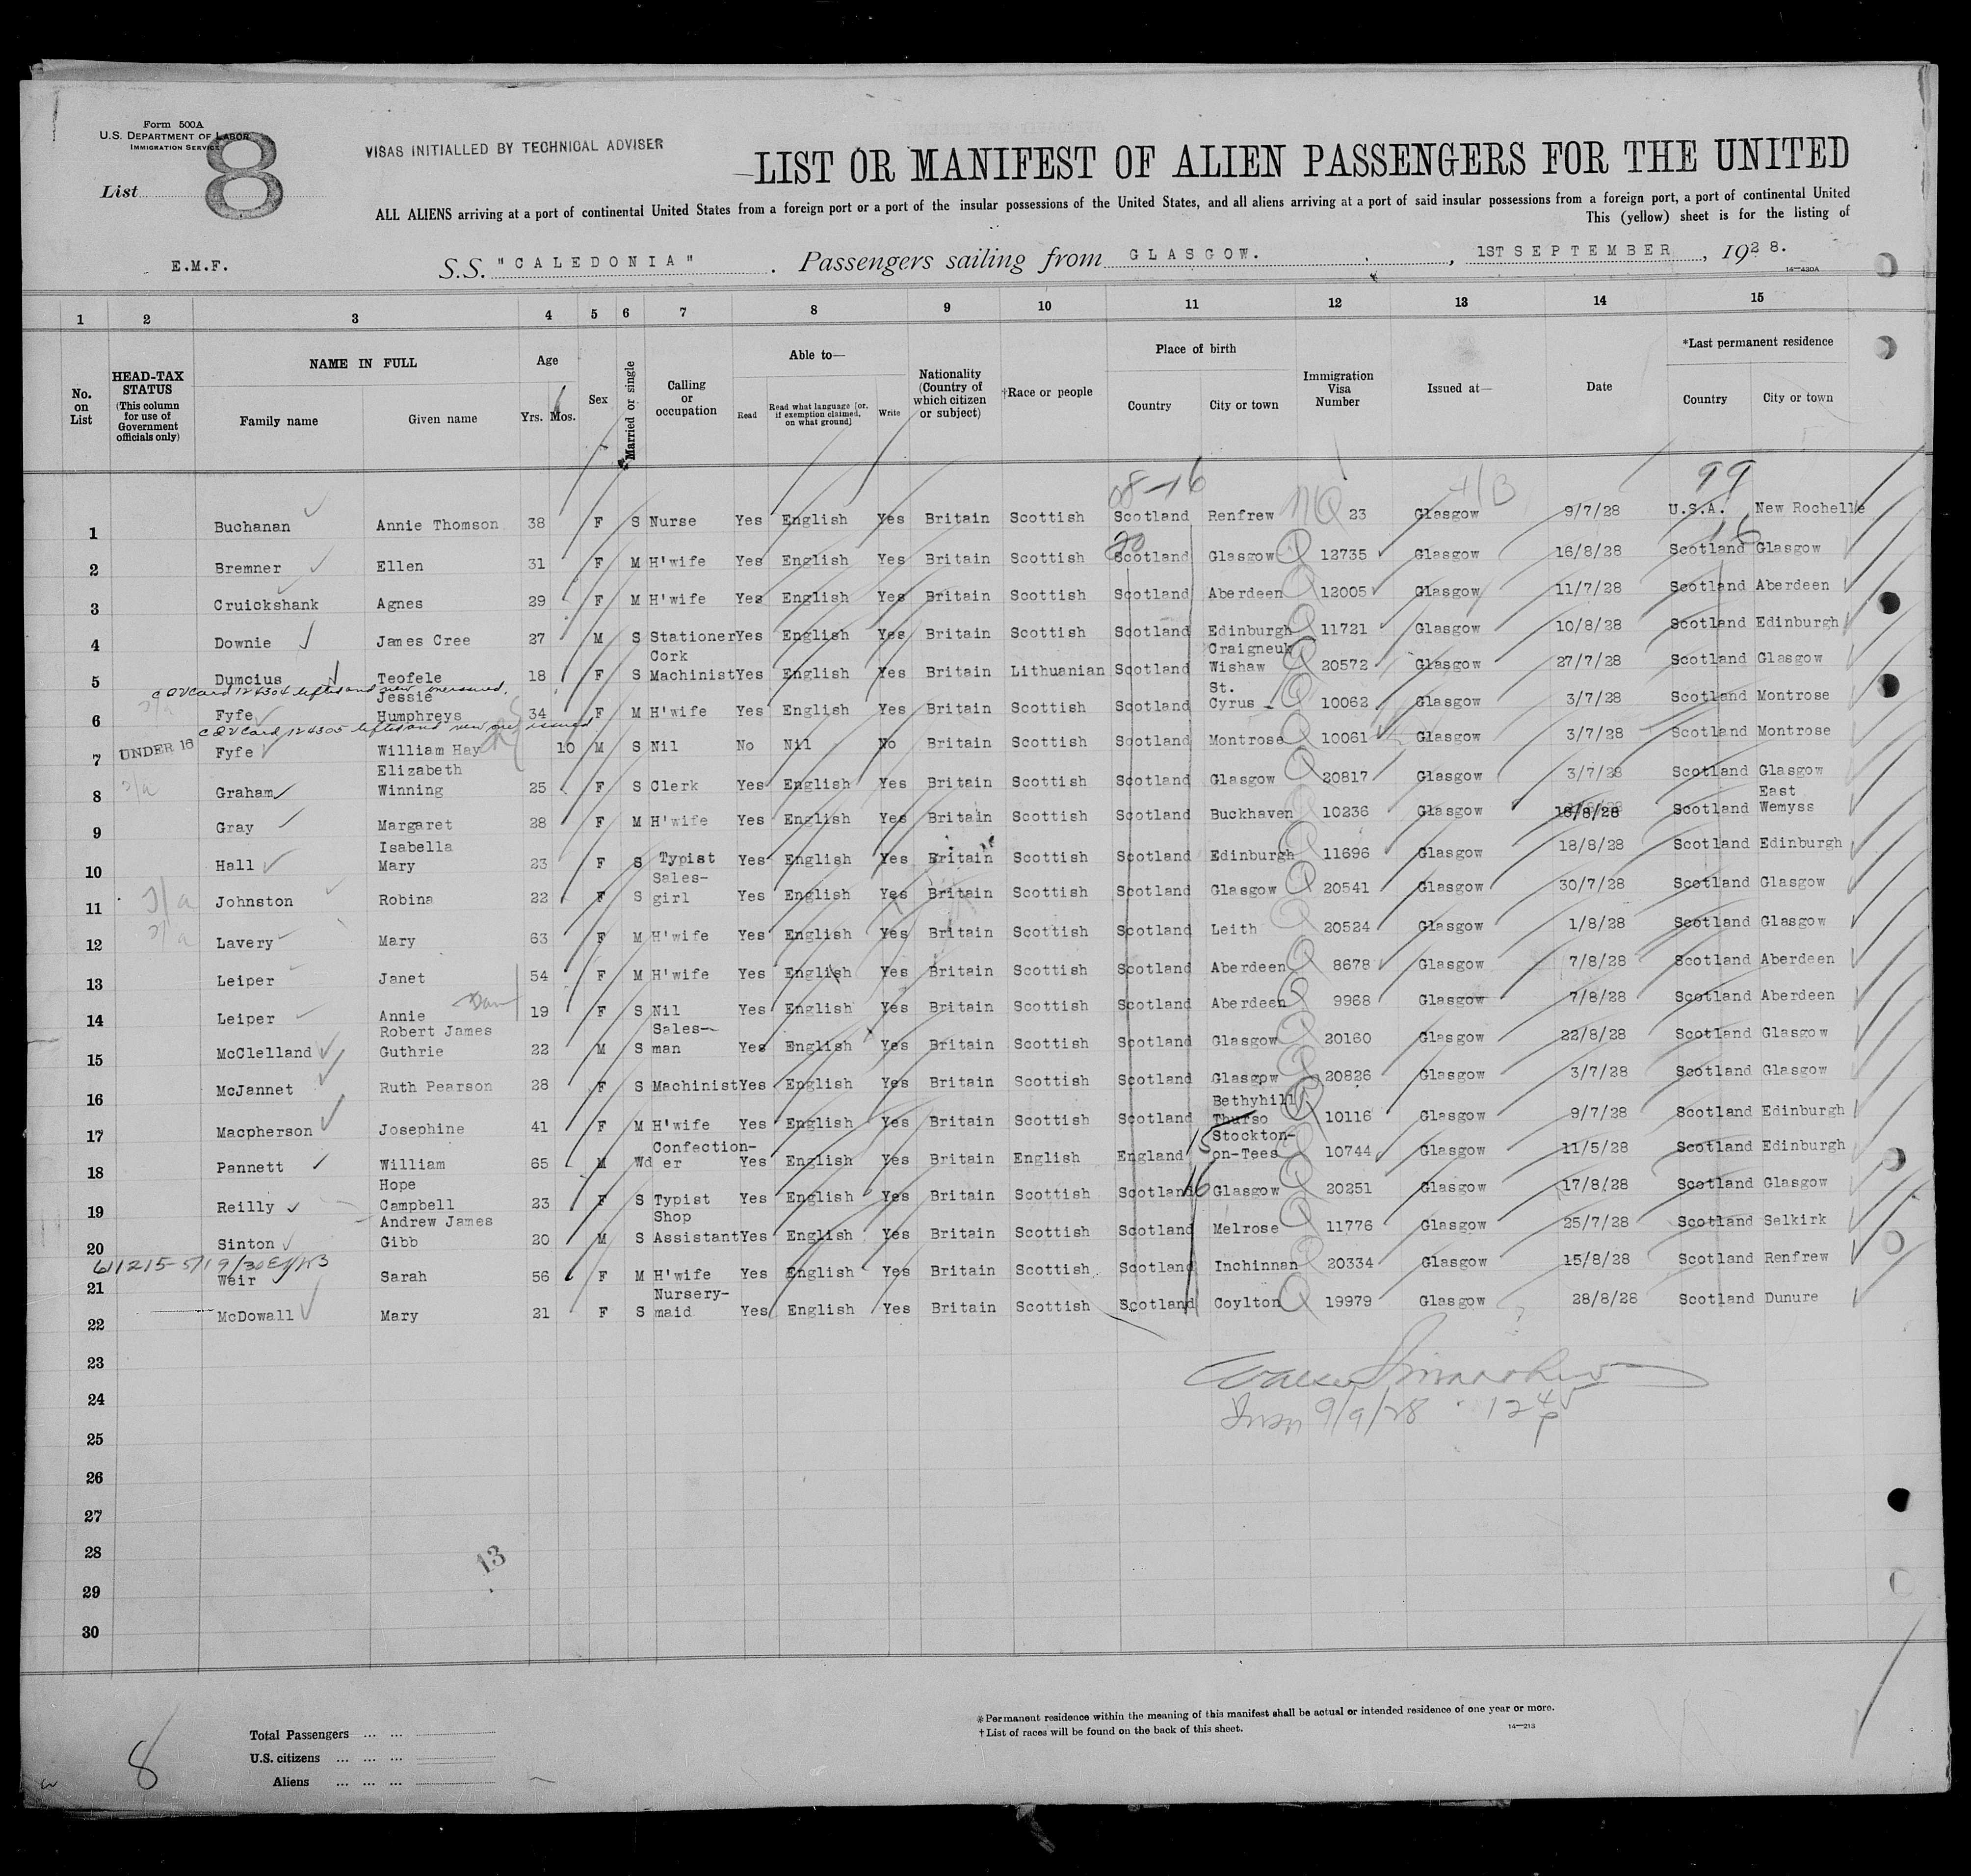 Form 500A
U.S. DEPARTMENT OF LABOR
IMMIGRATION SERVICE
List 8
VISAS INITIALLED BY TECHNICAL ADVISER
LIST OR MANIFEST OF ALIEN PASSENGERS FOR THE UNITED
ALL ALIENS arriving at a port of continental United States from a foreign port or a port of the insular possessions of the United States, and all aliens arriving at a port of said insular possessions from a foreign port, a port of continental United
This (yellow) sheet is for the listing of
E.M.F.
S.S. "CALEDONIA". Passengers sailing from GLASGOW. , 1ST SEPTEMBER , 1928.
14—430A
1 2 3 4 5 6 7 8 9 10 11 12 13 14 15
No. on List
HEAD-TAX STATUS (This column for use of Government officials only)
NAME IN FULL
Family name Given name
Age
Yrs. Mos.
Sex
Married or single
Calling or occupation
Able to—
Read Read what language [or, if exemption claimed, on what ground] Write
Nationality (Country of which citizen or subject)
†Race or people
Place of birth
Country City or town
Immigration Visa Number
Issued at—
Date
*Last permanent residence
Country City or town
08-16 99
1 Buchanan Annie Thomson 38 F S Nurse Yes English Yes Britain Scottish Scotland Renfrew NQ 23 Glasgow 9/7/28 U.S.A. New Rochelle
20 16
2 Bremner Ellen 31 F M H'wife Yes English Yes Britain Scottish Scotland Glasgow Q 12735 Glasgow 16/8/28 Scotland Glasgow
3 Cruickshank Agnes 29 F M H'wife Yes English Yes Britain Scottish Scotland Aberdeen Q 12005 Glasgow 11/7/28 Scotland Aberdeen
4 Downie James Cree 27 M S Stationer Yes English Yes Britain Scottish Scotland Edinburgh Q 11721 Glasgow 10/8/28 Scotland Edinburgh
5 Dumcius Teofele 18 F S Cork Machinist Yes English Yes Britain Lithuanian Scotland Craigneuk Wishaw Q 20572 Glasgow 27/7/28 Scotland Glasgow
Card 124304 lifted and new one issued.
6 Fyfe Jessie Humphreys 34 F M H'wife Yes English Yes Britain Scottish Scotland St. Cyrus Q 10062 Glasgow 3/7/28 Scotland Montrose
Card 124305 lifted and new one issued
7 UNDER 16 Fyfe William Hay 10 M S Nil No Nil No Britain Scottish Scotland Montrose Q 10061 Glasgow 3/7/28 Scotland Montrose
8 Graham Elizabeth Winning 25 F S Clerk Yes English Yes Britain Scottish Scotland Glasgow Q 20817 Glasgow 3/7/28 Scotland Glasgow
9 Gray Margaret 28 F M H'wife Yes English Yes Britain Scottish Scotland Buckhaven Q 10236 Glasgow 16/8/28 Scotland East Wemyss
10 Hall Isabella Mary 23 F S Typist Yes English Yes Britain Scottish Scotland Edinburgh Q 11696 Glasgow 18/8/28 Scotland Edinburgh
11 Johnston Robina 22 F S Sales-girl Yes English Yes Britain Scottish Scotland Glasgow Q 20541 Glasgow 30/7/28 Scotland Glasgow
12 Lavery Mary 63 F M H'wife Yes English Yes Britain Scottish Scotland Leith Q 20524 Glasgow 1/8/28 Scotland Glasgow
13 Leiper Janet 54 F M H'wife Yes English Yes Britain Scottish Scotland Aberdeen Q 8678 Glasgow 7/8/28 Scotland Aberdeen
14 Leiper Annie Dau 19 F S Nil Yes English Yes Britain Scottish Scotland Aberdeen Q 9968 Glasgow 7/8/28 Scotland Aberdeen
15 McClelland Robert James Guthrie 22 M S Sales-man Yes English Yes Britain Scottish Scotland Glasgow Q 20160 Glasgow 22/8/28 Scotland Glasgow
16 McJannet Ruth Pearson 28 F S Machinist Yes English Yes Britain Scottish Scotland Glasgow Q 20826 Glasgow 3/7/28 Scotland Glasgow
17 Macpherson Josephine 41 F M H'wife Yes English Yes Britain Scottish Scotland Bethyhill Thurso Q 10116 Glasgow 9/7/28 Scotland Edinburgh
18 Pannett William 65 M Wd Confection-er Yes English Yes Britain English England 15 Stockton-on-Tees Q 10744 Glasgow 11/5/28 Scotland Edinburgh
19 Reilly Hope Campbell 23 F S Typist Yes English Yes Britain Scottish Scotland 16 Glasgow Q 20251 Glasgow 17/8/28 Scotland Glasgow
20 Sinton Andrew James Gibb 20 M S Shop Assistant Yes English Yes Britain Scottish Scotland Melrose Q 11776 Glasgow 25/7/28 Scotland Selkirk
21 Weir Sarah 56 F M H'wife Yes English Yes Britain Scottish Scotland Inchinnan Q 20334 Glasgow 15/8/28 Scotland Renfrew
22 McDowall Mary 21 F S Nursery-maid Yes English Yes Britain Scottish Scotland Coylton Q 19979 Glasgow 28/8/28 Scotland Dunure
23
24
9/9/28 12 45 P
25
26
27
28
13
29
30
Total Passengers ... ...
U.S. citizens ... ... ...
Aliens ... ... ...
8
*Permanent residence within the meaning of this manifest shall be actual or intended residence of one year or more.
†List of races will be found on the back of this sheet.
14—213